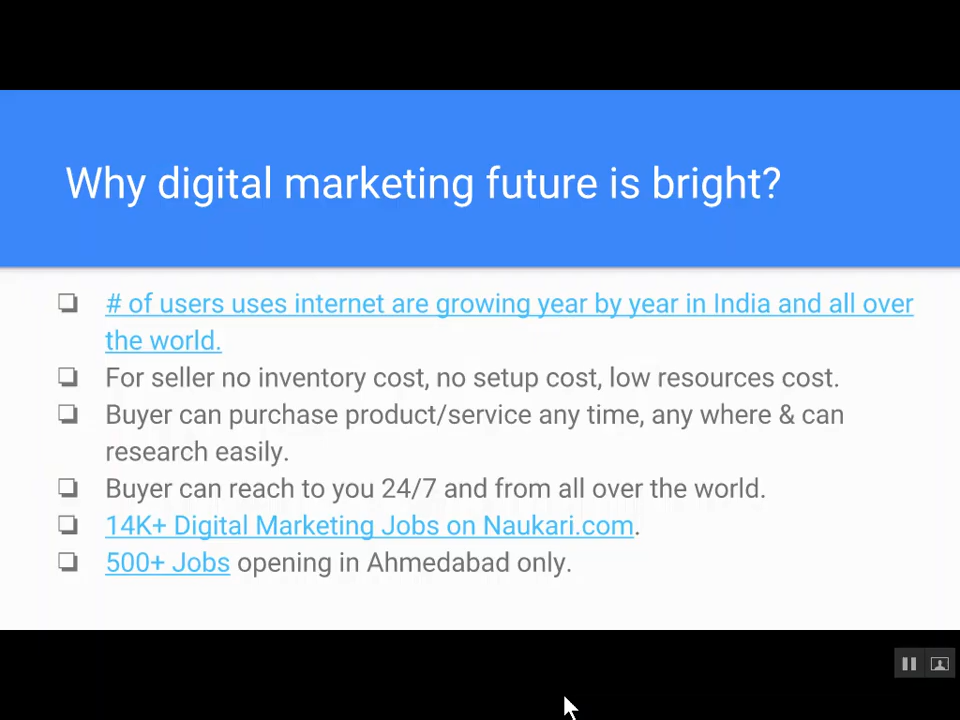 Why digital marketing future is bright?
# of users uses internet are growing year by year in India and all over
the world.
For seller no inventory cost, no setup cost, low resources cost.
Buyer can purchase product/service any time, any where & can
research easily.
Buyer can reach to you 24/7 and from all over the world.
14K+ Digital Marketing Jobs on Naukari.com.
500+ Jobs opening in Ahmedabad only.